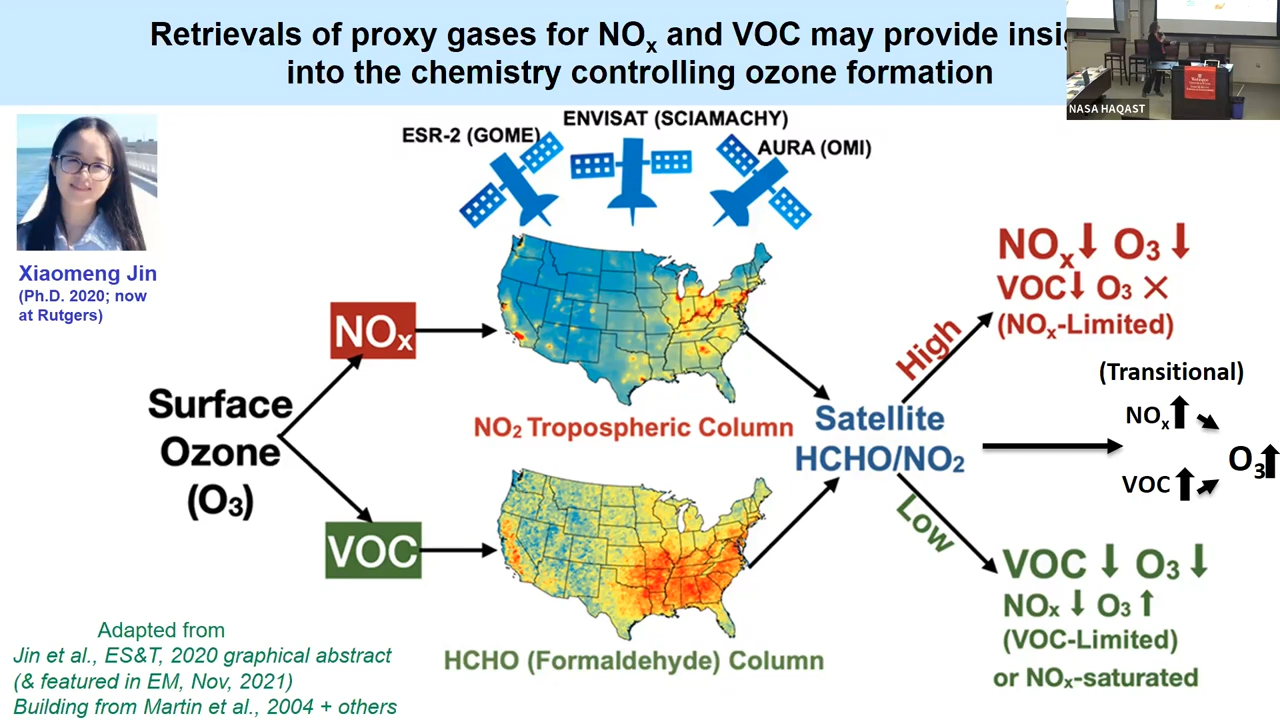 Retrievals of proxy gases for NOx and VOC may provide insi
into the chemistry controlling ozone formation
NASA HAQAST
ESR-2 (GOME)
ENVISAT (SCIAMACHY)
AURA (OMI)
Xiaomeng Jin
(Ph.D. 2020; now
at Rutgers)
NOx
Surface
Ozone
(O3)
VOC
NO2 Tropospheric Column
HCHO (Formaldehyde) Column
Satellite
HCHO/NO2
High
Low
NOx⬇ O3⬇
VOC⬇ O3 ×
(NOx-Limited)
(Transitional)
NOx⬆
VOC⬆
O3⬆
VOC⬇ O3⬇
NOx⬇ O3⬆
(VOC-Limited)
or NOx-saturated
Adapted from
Jin et al., ES&T, 2020 graphical abstract
(& featured in EM, Nov, 2021)
Building from Martin et al., 2004 + others